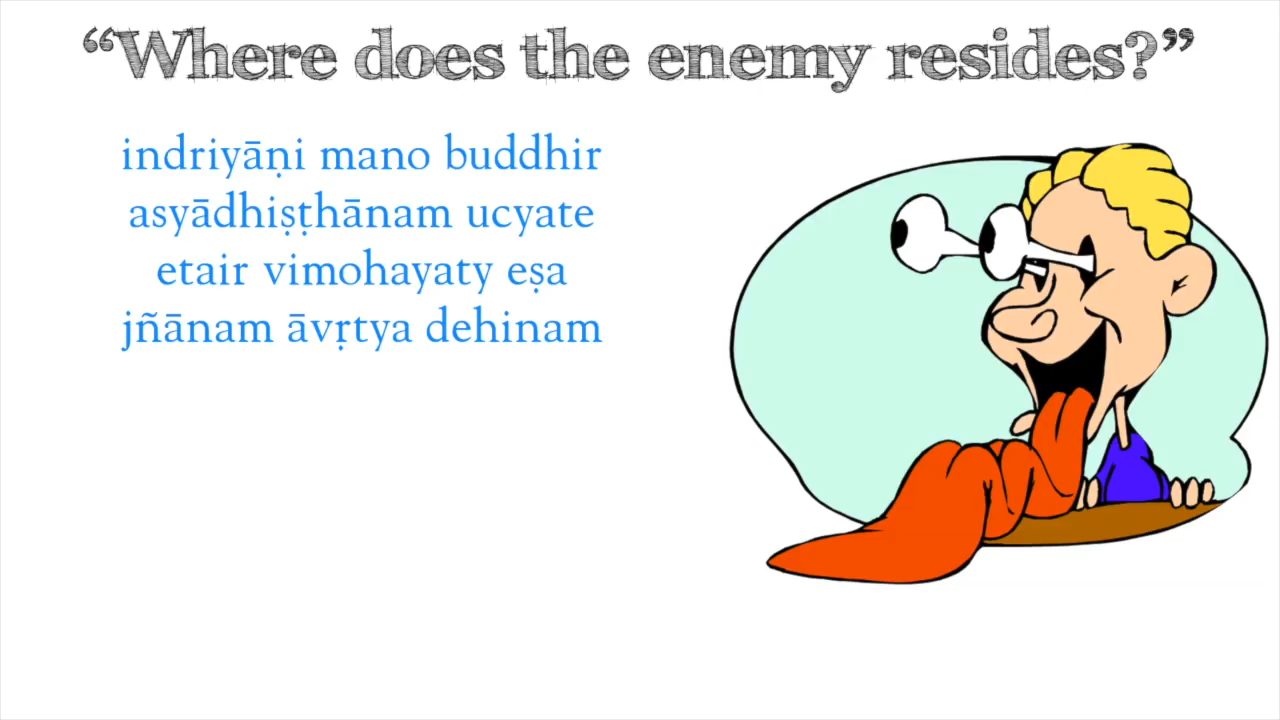 “Where does the enemy resides?”
indriyāṇi mano buddhir
asyādhiṣṭhānam ucyate
etair vimohayaty eṣa
jñānam āvṛtya dehinam